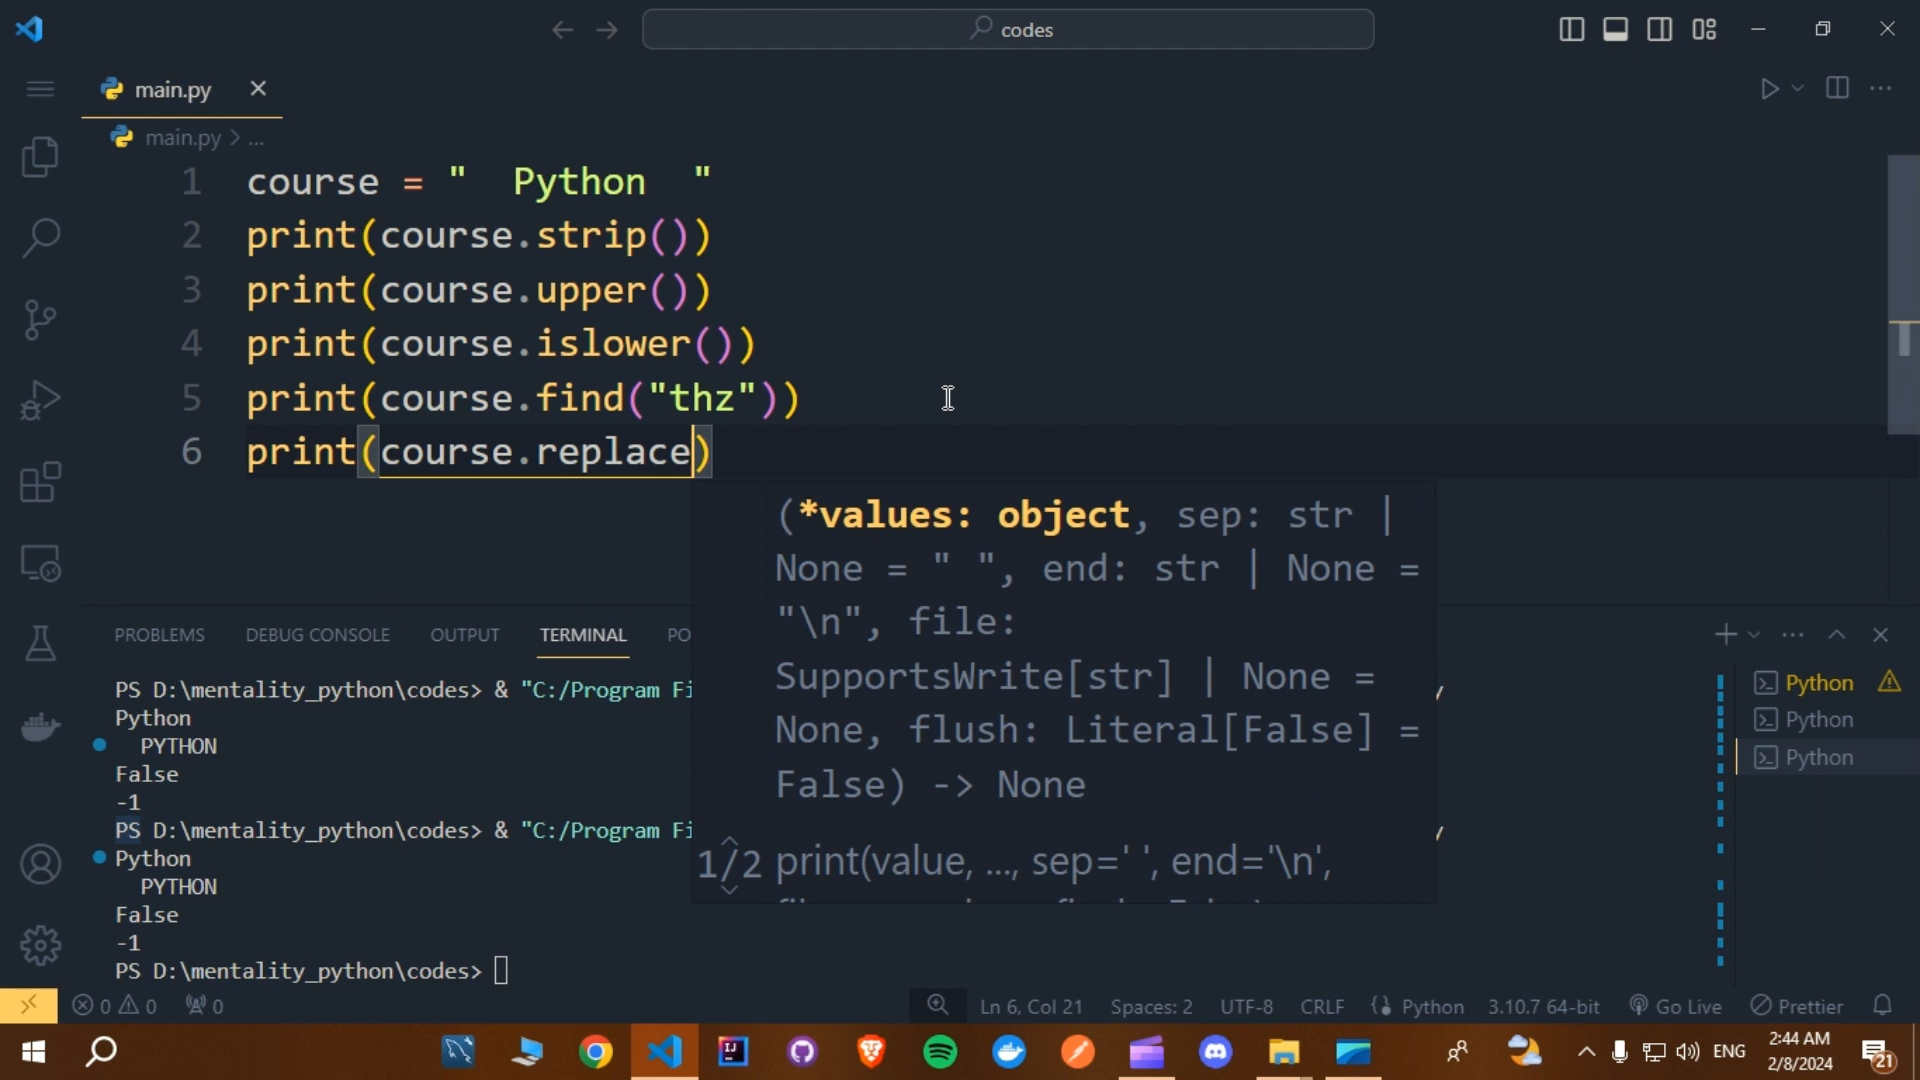 codes
main.py
main.py > ...
1 course = "  Python  "
2 print(course.strip())
3 print(course.upper())
4 print(course.islower())
5 print(course.find("thz"))
6 print(course.replace)
(*values: object, sep: str |
None = " ", end: str | None =
"\n", file:
SupportsWrite[str] | None =
None, flush: Literal[False] =
False) -> None
1/2 print(value, ..., sep=' ', end='\n',
PROBLEMS DEBUG CONSOLE OUTPUT TERMINAL PO
PS D:\mentality_python\codes> & "C:/Program Fi
Python
  PYTHON
False
-1
PS D:\mentality_python\codes> & "C:/Program Fi
Python
  PYTHON
False
-1
PS D:\mentality_python\codes>
Python
Python
Python
0 0 0 Ln 6, Col 21 Spaces: 2 UTF-8 CRLF Python 3.10.7 64-bit Go Live Prettier
ENG 2:44 AM
2/8/2024
21